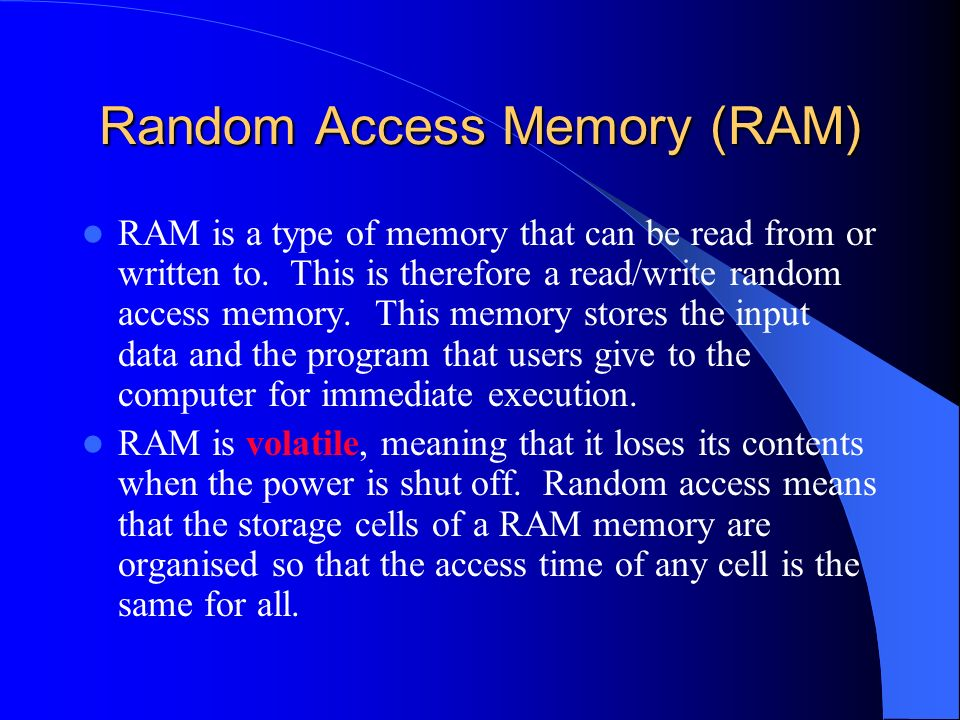 Random Access Memory (RAM)
RAM is a type of memory that can be read from or
written to.  This is therefore a read/write random
access memory.  This memory stores the input
data and the program that users give to the
computer for immediate execution.
RAM is volatile, meaning that it loses its contents
when the power is shut off.  Random access means
that the storage cells of a RAM memory are
organised so that the access time of any cell is the
same for all.